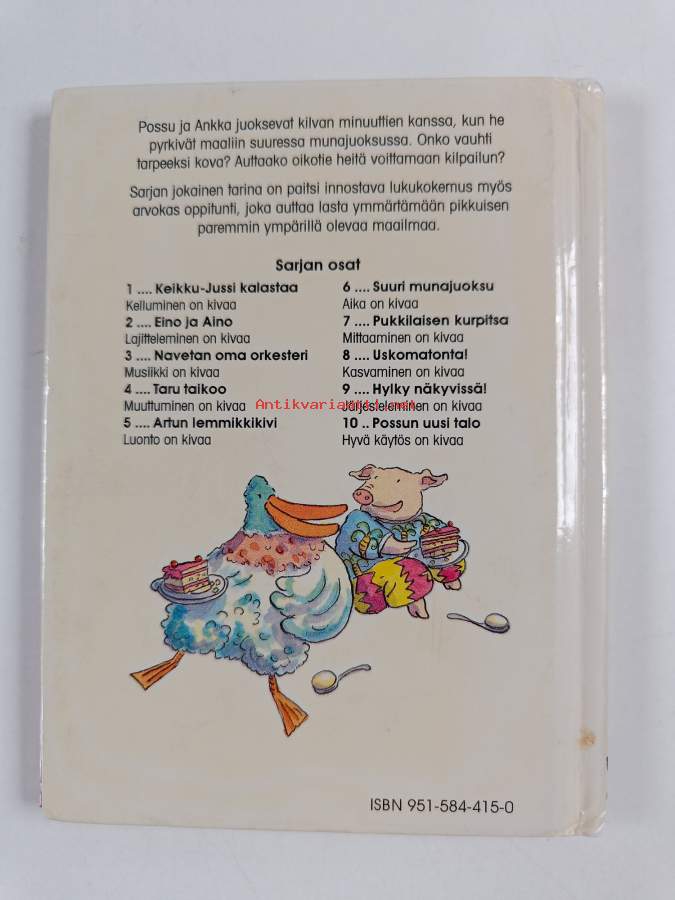 Possu ja Ankka juoksevat kilvan minuuttien kanssa, kun he
pyrkivät maaliin suuressa munajuoksussa. Onko vauhti
tarpeeksi kova? Auttaako oikotie heitä voittamaan kilpailun?
Sarjan jokainen tarina on paitsi innostava lukukokemus myös
arvokas oppitunti, joka auttaa lasta ymmärtämään pikkuisen
paremmin ympärillä olevaa maailmaa.
Sarjan osat
1 .... Keikku-Jussi kalastaa
Kelluminen on kivaa
2 .... Eino ja Aino
Lajitteleminen on kivaa
3 .... Navetan oma orkesteri
Musiikki on kivaa
4 .... Taru taikoo
Muuttuminen on kivaa
5 .... Artun lemmikkikivi
Luonto on kivaa
6 .... Suuri munajuoksu
Aika on kivaa
7 .... Pukkilaisen kurpitsa
Mittaaminen on kivaa
8 .... Uskomatonta!
Kasvaminen on kivaa
9 .... Hylky näkyvissä!
Järjesteleminen on kivaa
10 .. Possun uusi talo
Hyvä käytös on kivaa
Antikvariaatti.net
ISBN 951-584-415-0